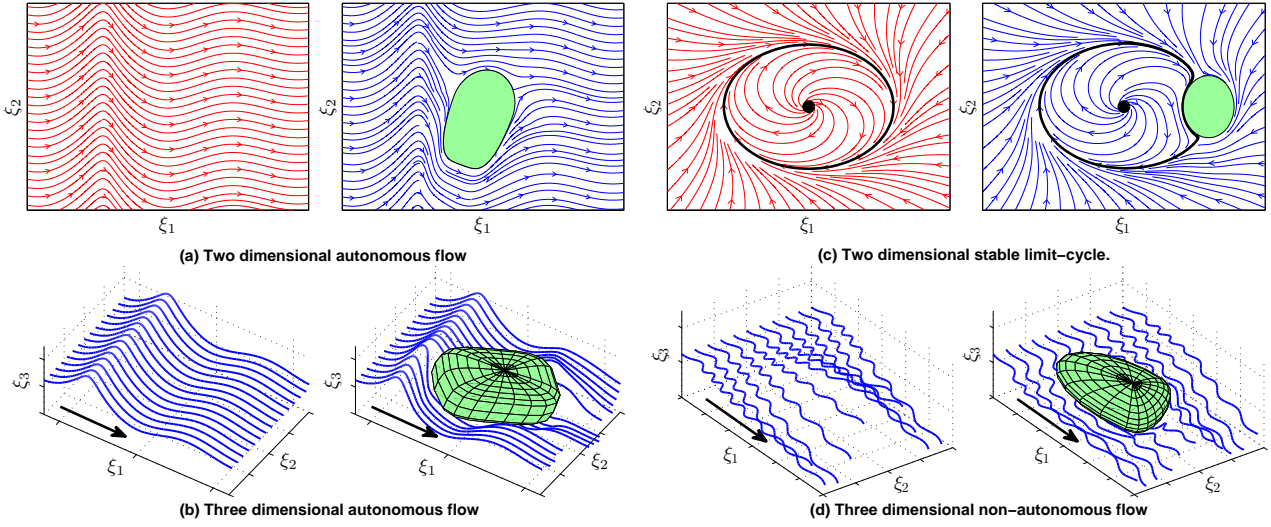 ξ2
ξ1
ξ2
ξ1
(a) Two dimensional autonomous flow
ξ2
ξ1
ξ2
ξ1
(c) Two dimensional stable limit−cycle.
ξ3
ξ1
ξ2
ξ3
ξ1
ξ2
(b) Three dimensional autonomous flow
ξ3
ξ1
ξ2
ξ3
ξ1
ξ2
(d) Three dimensional non−autonomous flow